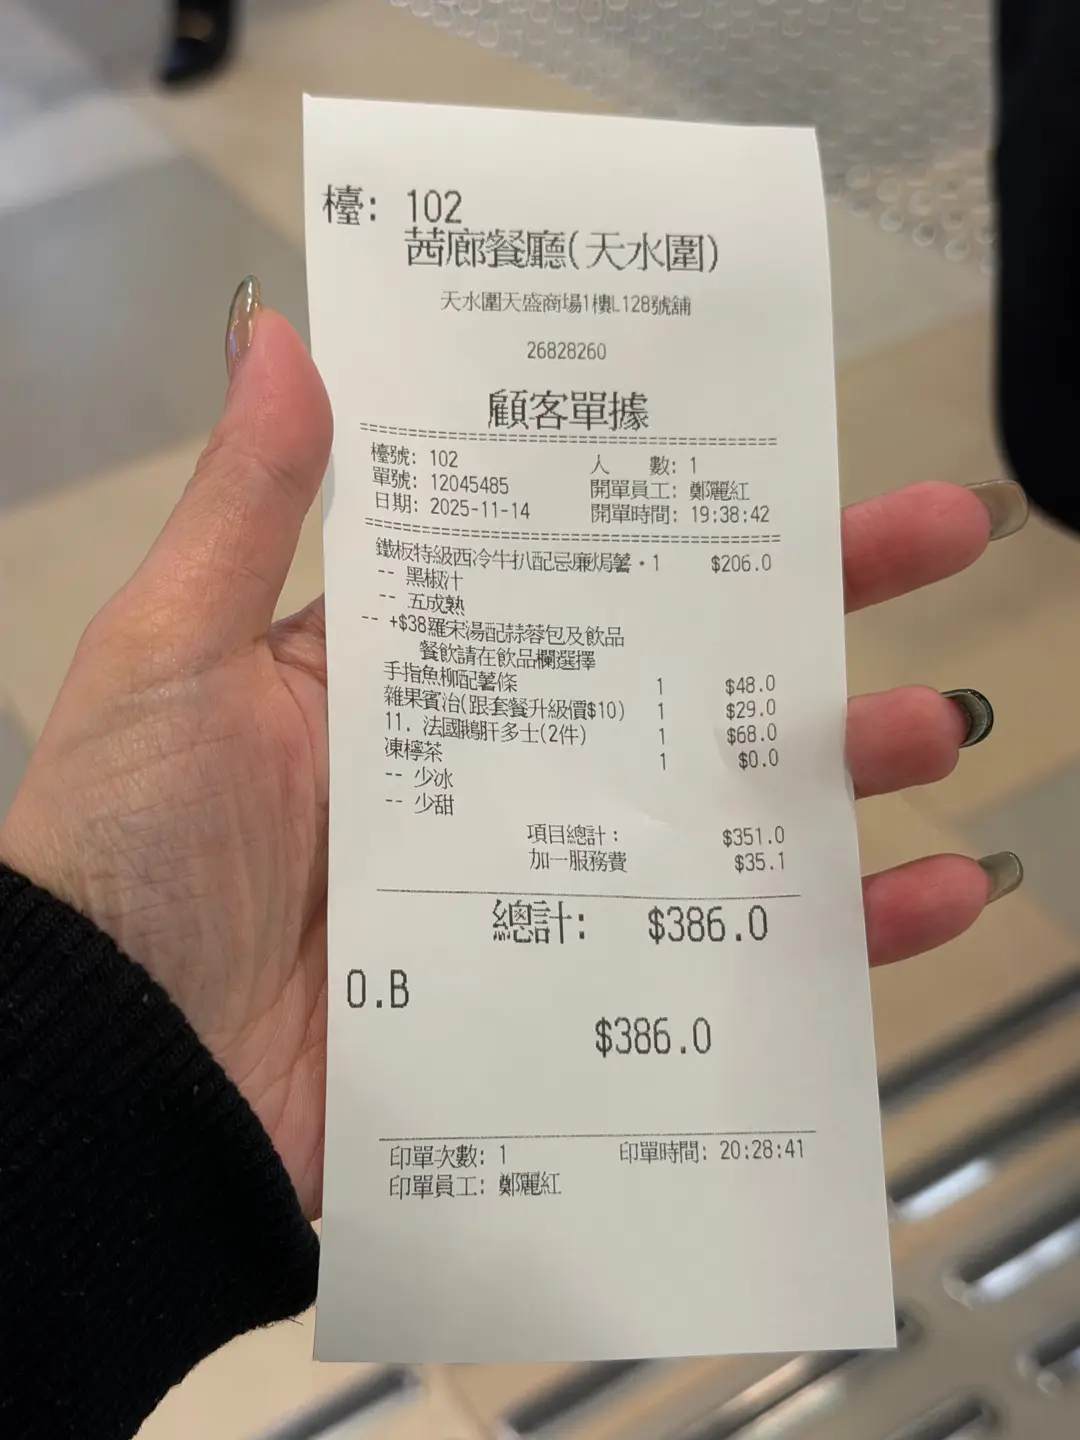 檯: 102
茜廊餐廳(天水圍)
天水圍天盛商場1樓L128號舖
26828260
顧客單據
檯號: 102 人 數: 1
單號: 12045485 開單員工: 鄭麗紅
日期: 2025-11-14 開單時間: 19:38:42
鐵板特級西冷牛扒配忌廉焗薯・1 $206.0
-- 黑椒汁
-- 五成熟
-- +$38羅宋湯配蒜蓉包及飲品
餐飲請在飲品欄選擇
手指魚柳配薯條 1 $48.0
雜果賓治(跟套餐升級價$10) 1 $29.0
11. 法國鵝肝多士(2件) 1 $68.0
凍檸茶 1 $0.0
-- 少冰
-- 少甜
項目總計: $351.0
加一服務費 $35.1
總計: $386.0
O.B
$386.0
印單次數: 1 印單時間: 20:28:41
印單員工: 鄭麗紅